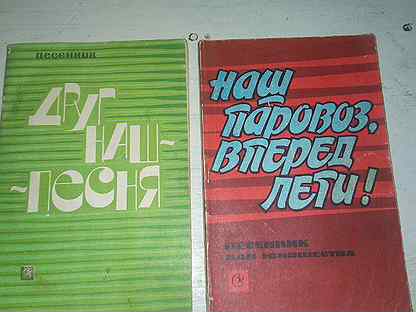 ПЕСЕННИК
ДРУГ
НАШ-
-ПЕСНЯ
НАШ
ПАРОВОЗ,
ВПЕРЕД
ЛЕТИ!
ПЕСЕННИК
ДЛЯ ЮНОШЕСТВА